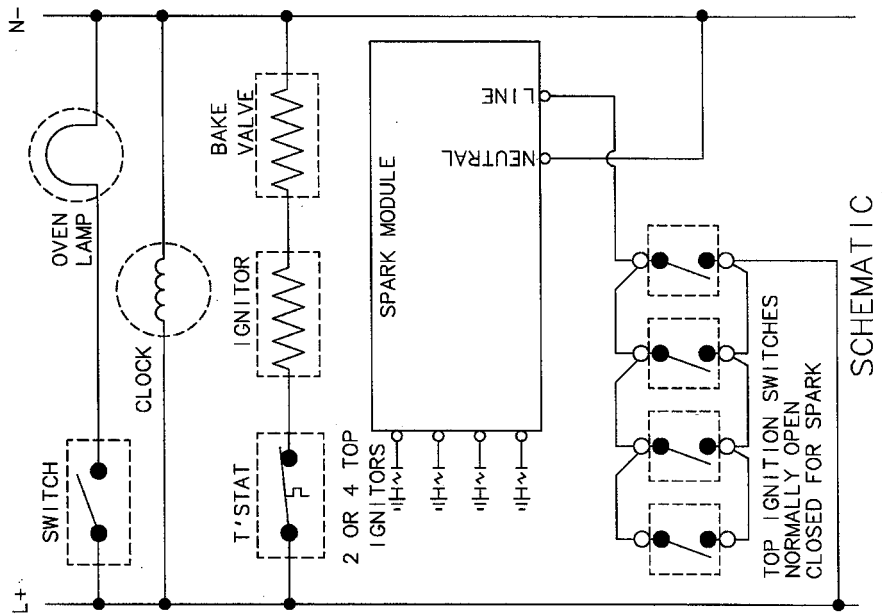 L+
N-
SWITCH
OVEN
LAMP
CLOCK
T'STAT
IGNITOR
BAKE
VALVE
2 OR 4 TOP
IGNITORS
SPARK MODULE
LINE
NEUTRAL
TOP IGNITION SWITCHES
NORMALLY OPEN
CLOSED FOR SPARK
SCHEMATIC